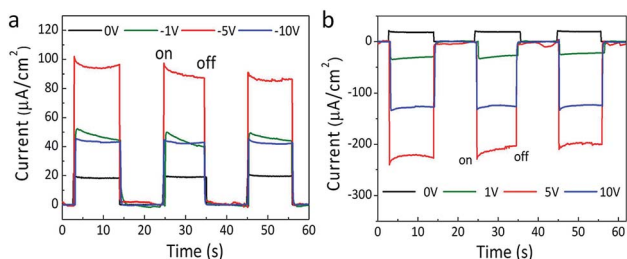 a
0V -1V -5V -10V
120
100
80
60
40
20
0
on
off
0 10 20 30 40 50 60
Current (μA/cm²)
Time (s)
b
0
-100
-200
-300
on
off
0V 1V 5V 10V
0 10 20 30 40 50 60
Current (μA/cm²)
Time (s)